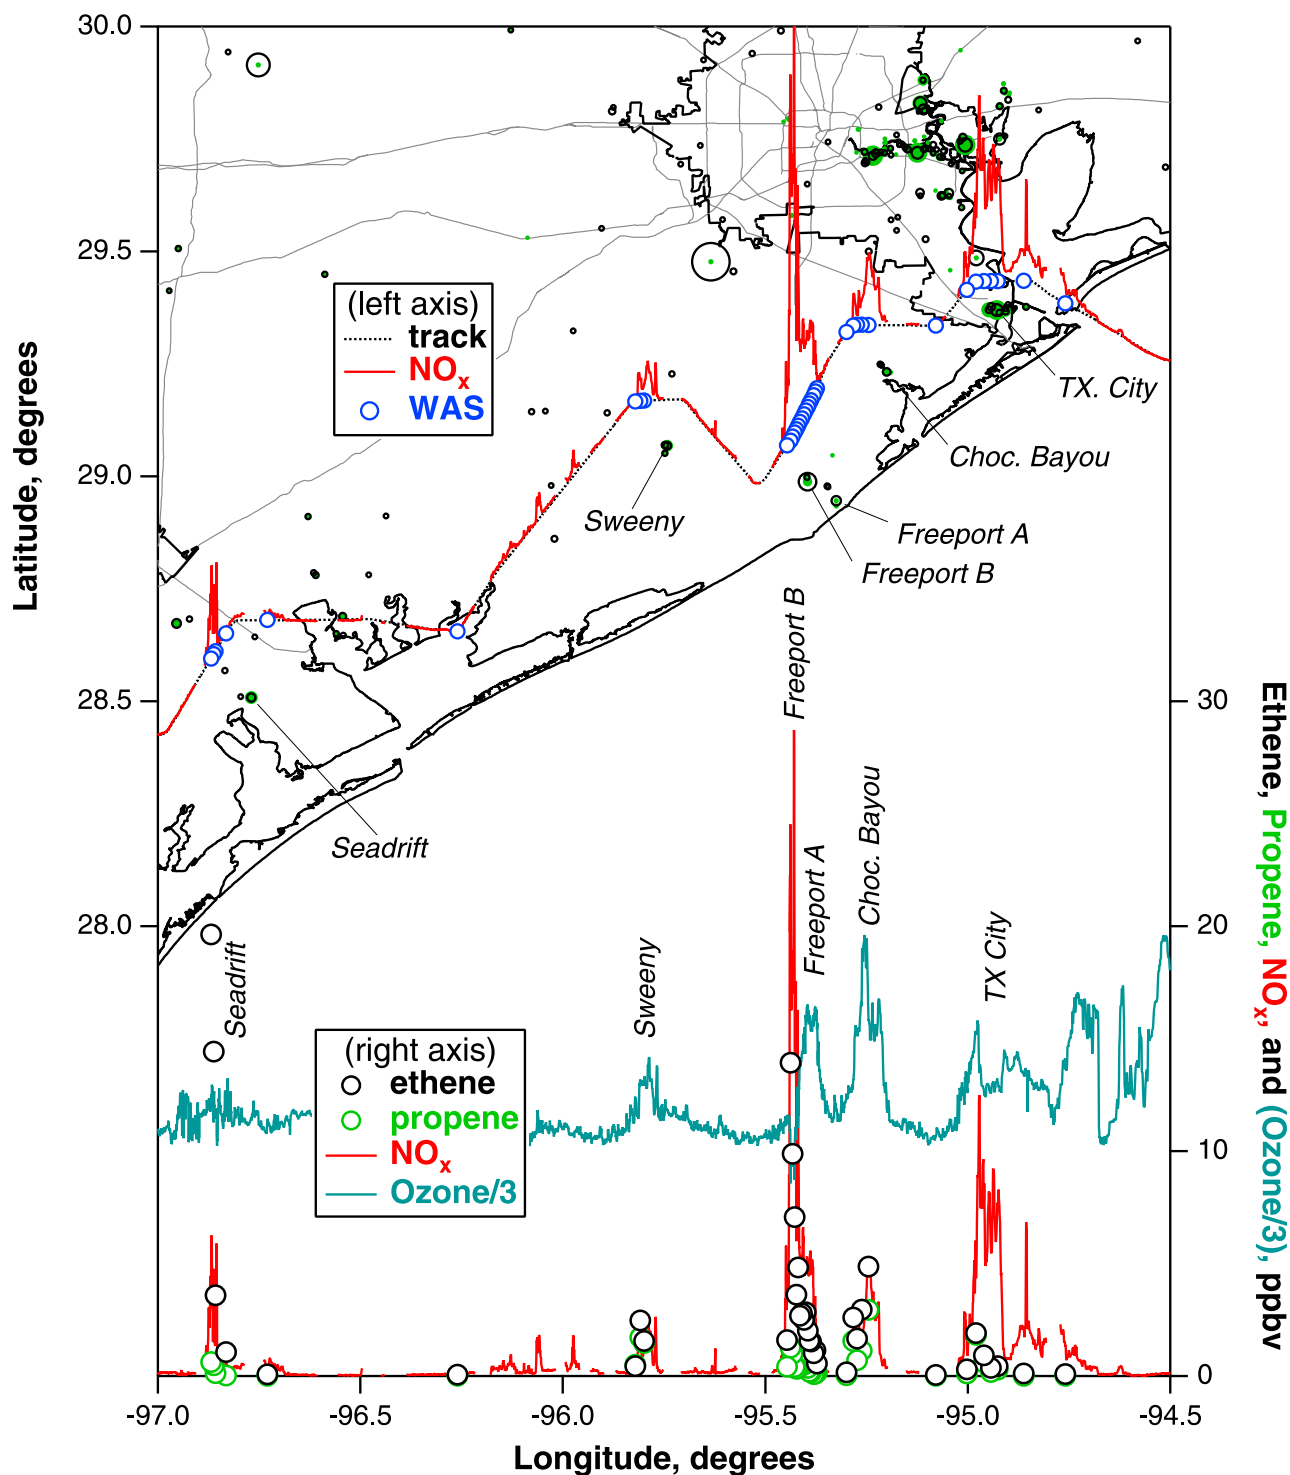 30.0
29.5
29.0
28.5
28.0
Latitude, degrees
(left axis)
track
NOx
WAS
TX. City
Choc. Bayou
Sweeny
Freeport A
Freeport B
Seadrift
Freeport B
Choc. Bayou
Freeport A
TX City
Sweeny
Seadrift
(right axis)
ethene
propene
NOx
Ozone/3
30
20
10
0
Ethene, Propene, NOx, and (Ozone/3), ppbv
-97.0 -96.5 -96.0 -95.5 -95.0 -94.5
Longitude, degrees